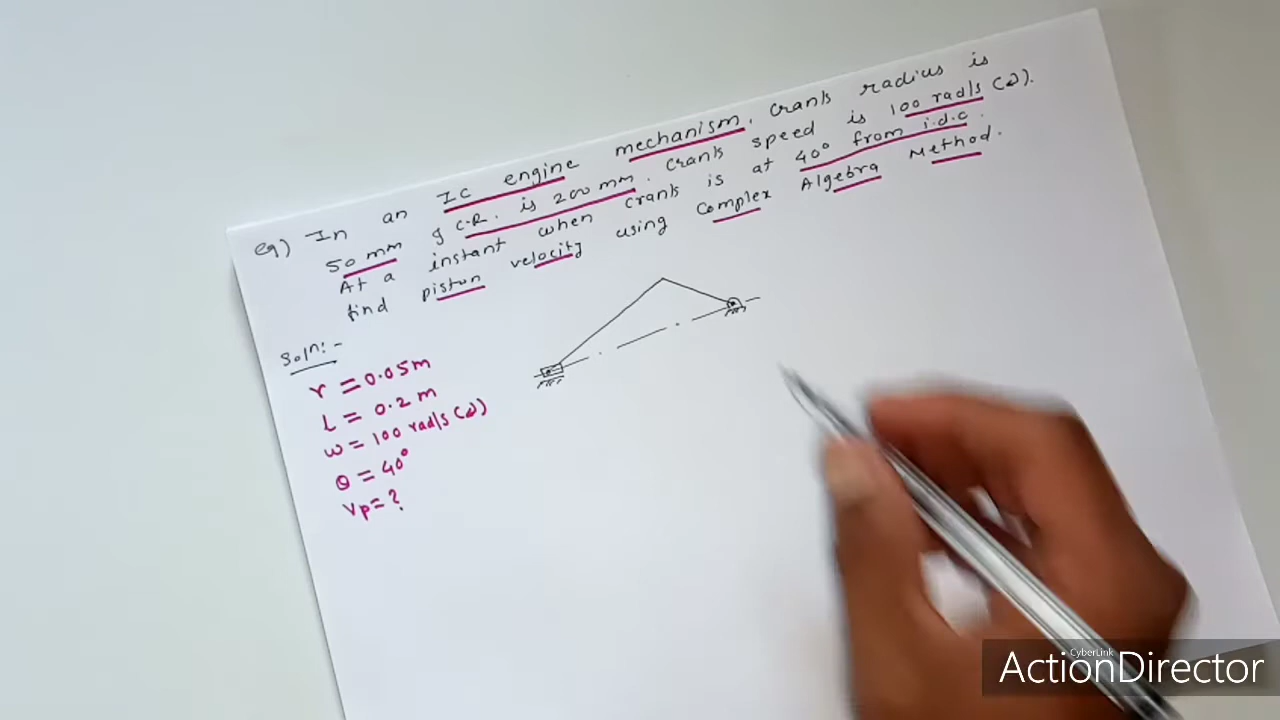 eg) In an IC engine mechanism. Crank radius is
50 mm & C.R. is 200 mm. Crank speed is 100 rad/s (↻).
At a instant when crank is at 40° from i.d.c.
find piston velocity using Complex Algebra Method.
Soln:-
r = 0.05m
l = 0.2 m
ω = 100 rad/s (↻)
θ = 40°
Vp = ?
CyberLink
ActionDirector